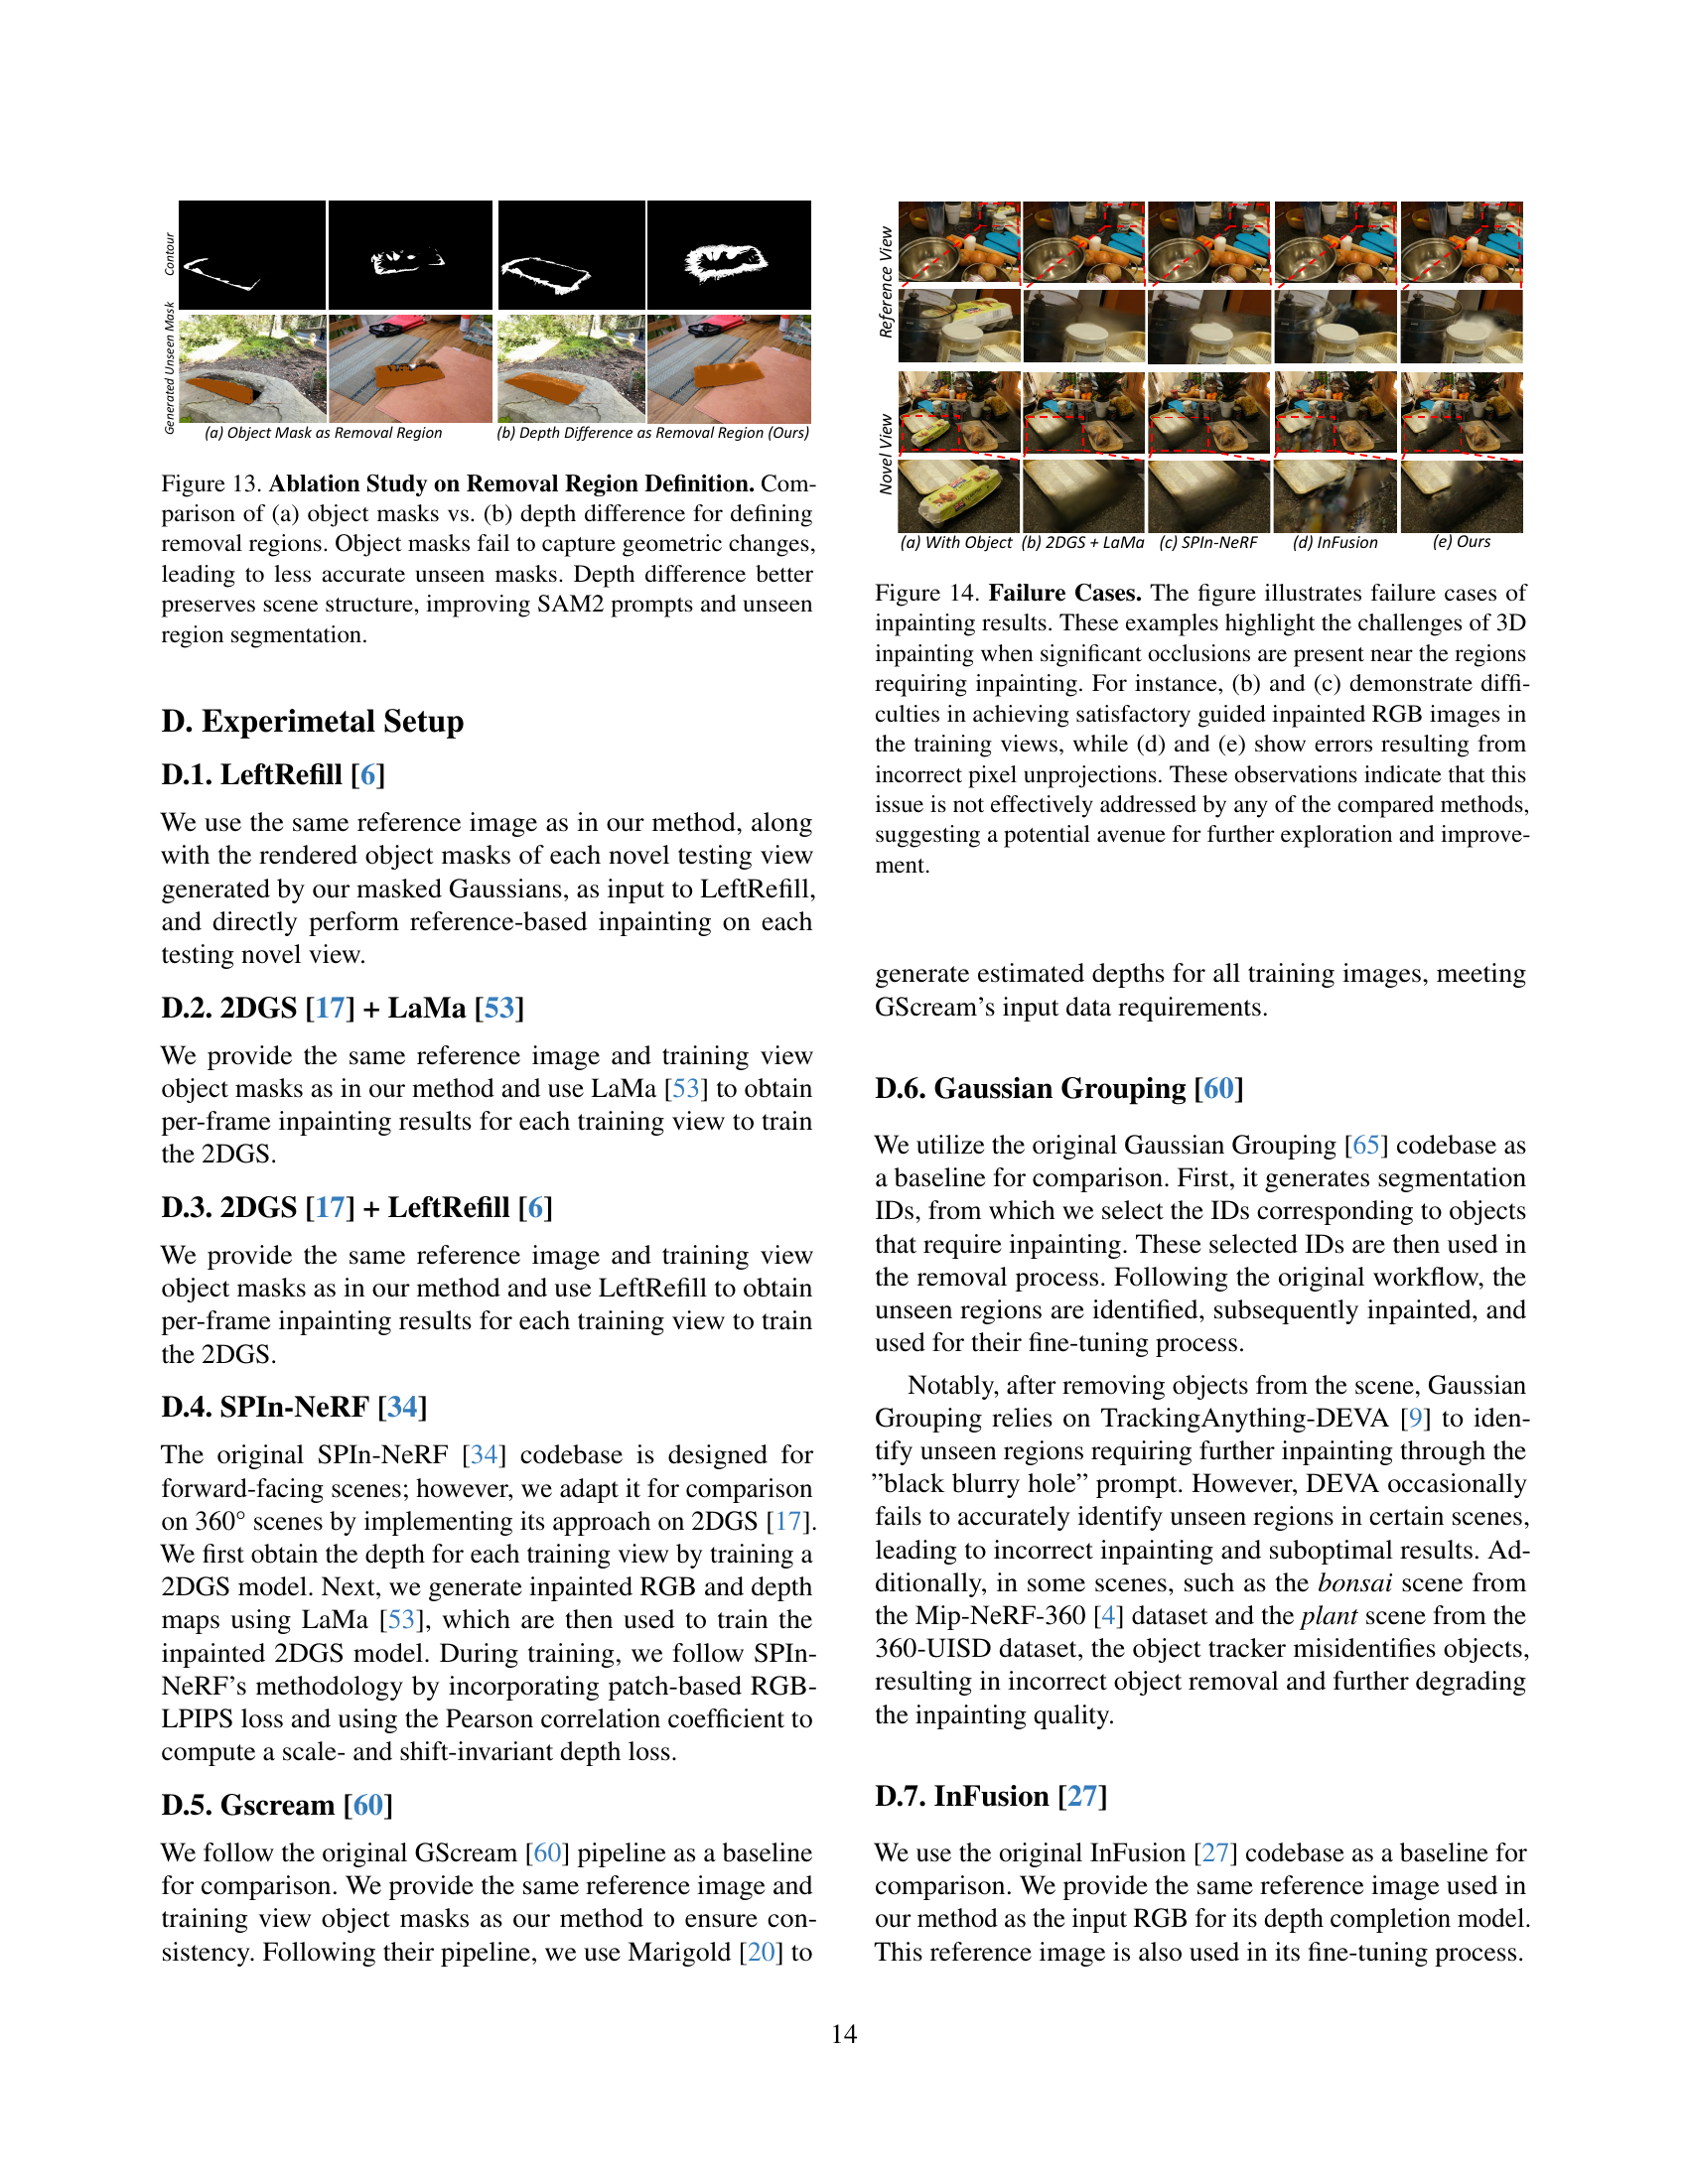 Contour
Generated Unseen Mask
(a) Object Mask as Removal Region
(b) Depth Difference as Removal Region (Ours)
Figure 13. Ablation Study on Removal Region Definition. Com-
parison of (a) object masks vs. (b) depth difference for defining
removal regions. Object masks fail to capture geometric changes,
leading to less accurate unseen masks. Depth difference better
preserves scene structure, improving SAM2 prompts and unseen
region segmentation.
D. Experimetal Setup
D.1. LeftRefill [6]
We use the same reference image as in our method, along
with the rendered object masks of each novel testing view
generated by our masked Gaussians, as input to LeftRefill,
and directly perform reference-based inpainting on each
testing novel view.
D.2. 2DGS [17] + LaMa [53]
We provide the same reference image and training view
object masks as in our method and use LaMa [53] to obtain
per-frame inpainting results for each training view to train
the 2DGS.
D.3. 2DGS [17] + LeftRefill [6]
We provide the same reference image and training view
object masks as in our method and use LeftRefill to obtain
per-frame inpainting results for each training view to train
the 2DGS.
D.4. SPIn-NeRF [34]
The original SPIn-NeRF [34] codebase is designed for
forward-facing scenes; however, we adapt it for comparison
on 360° scenes by implementing its approach on 2DGS [17].
We first obtain the depth for each training view by training a
2DGS model. Next, we generate inpainted RGB and depth
maps using LaMa [53], which are then used to train the
inpainted 2DGS model. During training, we follow SPIn-
NeRF's methodology by incorporating patch-based RGB-
LPIPS loss and using the Pearson correlation coefficient to
compute a scale- and shift-invariant depth loss.
D.5. Gscream [60]
We follow the original GScream [60] pipeline as a baseline
for comparison. We provide the same reference image and
training view object masks as our method to ensure con-
sistency. Following their pipeline, we use Marigold [20] to
Reference View
Novel View
(a) With Object
(b) 2DGS + LaMa
(c) SPIn-NeRF
(d) InFusion
(e) Ours
Figure 14. Failure Cases. The figure illustrates failure cases of
inpainting results. These examples highlight the challenges of 3D
inpainting when significant occlusions are present near the regions
requiring inpainting. For instance, (b) and (c) demonstrate diffi-
culties in achieving satisfactory guided inpainted RGB images in
the training views, while (d) and (e) show errors resulting from
incorrect pixel unprojections. These observations indicate that this
issue is not effectively addressed by any of the compared methods,
suggesting a potential avenue for further exploration and improve-
ment.
generate estimated depths for all training images, meeting
GScream's input data requirements.
D.6. Gaussian Grouping [60]
We utilize the original Gaussian Grouping [65] codebase as
a baseline for comparison. First, it generates segmentation
IDs, from which we select the IDs corresponding to objects
that require inpainting. These selected IDs are then used in
the removal process. Following the original workflow, the
unseen regions are identified, subsequently inpainted, and
used for their fine-tuning process.
Notably, after removing objects from the scene, Gaussian
Grouping relies on TrackingAnything-DEVA [9] to iden-
tify unseen regions requiring further inpainting through the
”black blurry hole” prompt. However, DEVA occasionally
fails to accurately identify unseen regions in certain scenes,
leading to incorrect inpainting and suboptimal results. Ad-
ditionally, in some scenes, such as the bonsai scene from
the Mip-NeRF-360 [4] dataset and the plant scene from the
360-UISD dataset, the object tracker misidentifies objects,
resulting in incorrect object removal and further degrading
the inpainting quality.
D.7. InFusion [27]
We use the original InFusion [27] codebase as a baseline for
comparison. We provide the same reference image used in
our method as the input RGB for its depth completion model.
This reference image is also used in its fine-tuning process.
14